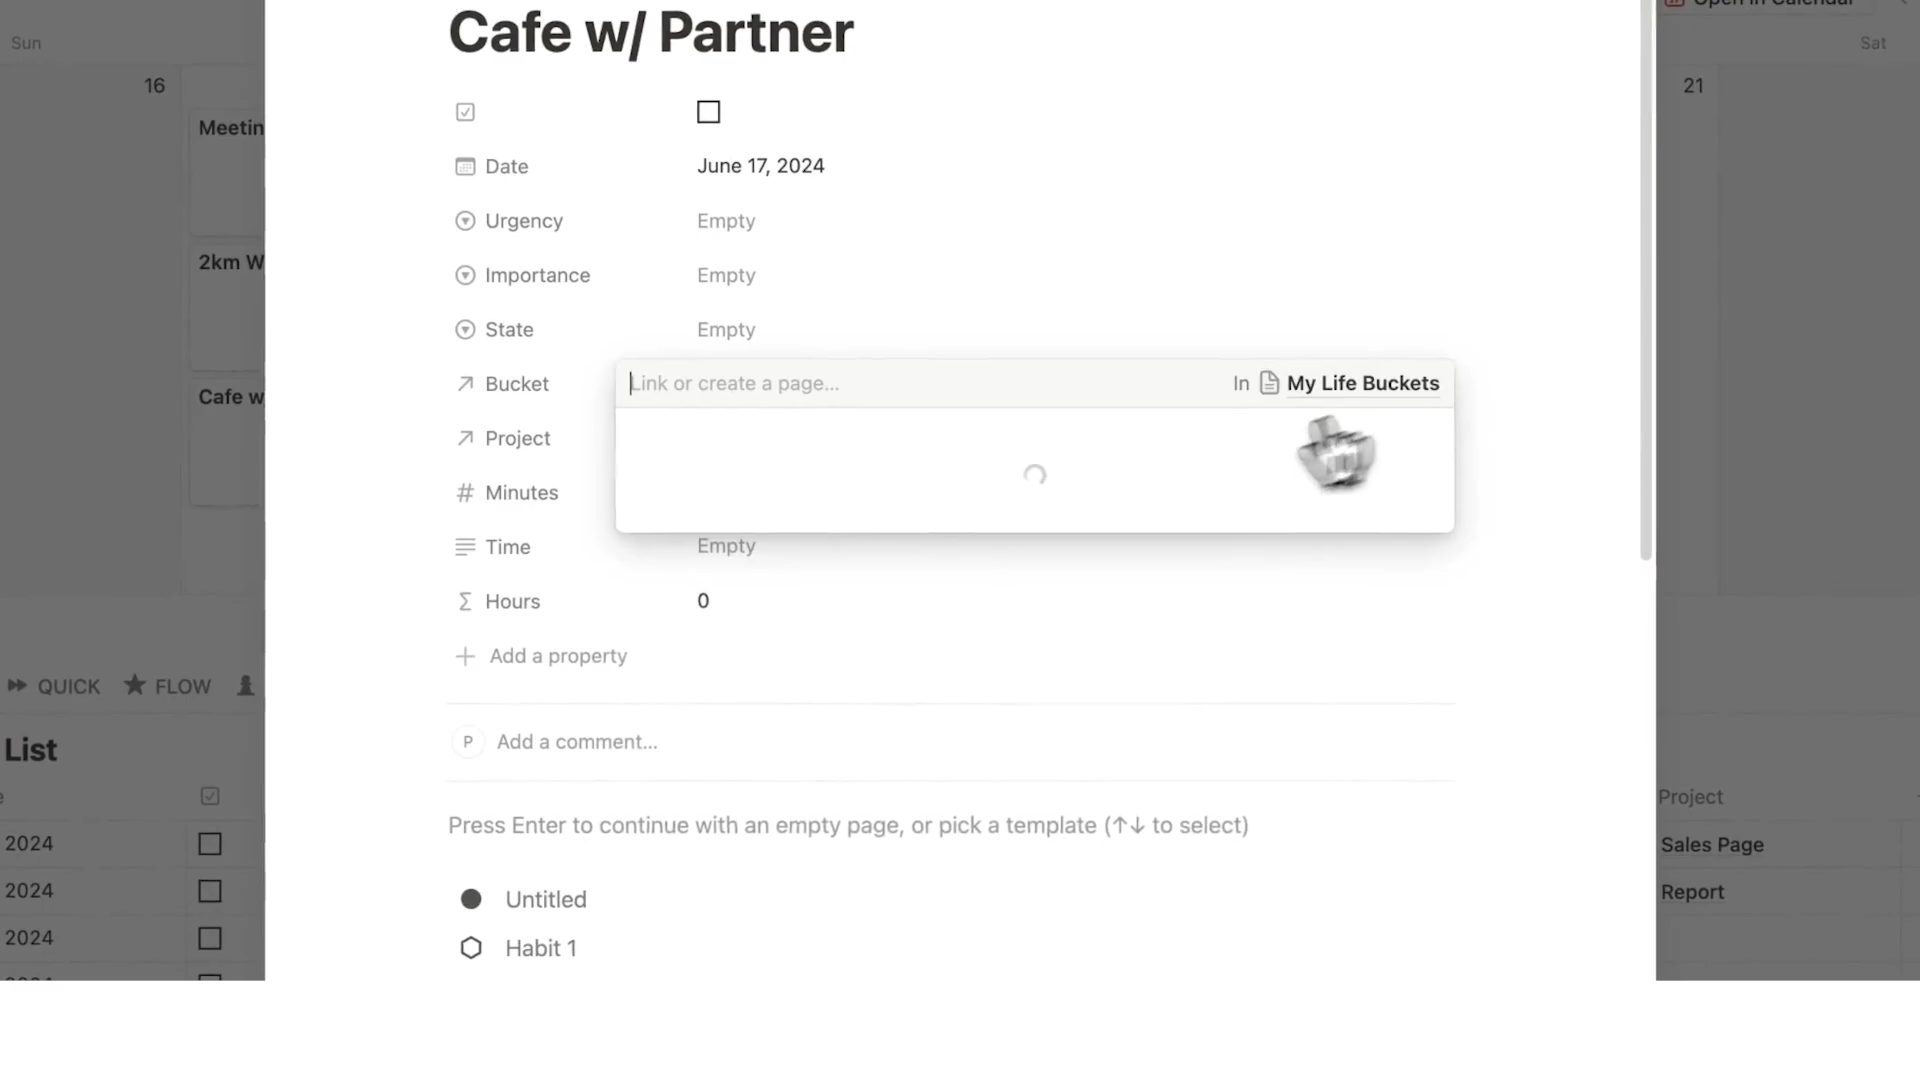 Cafe w/ Partner
Sun
Sat
16
21
Meetin
2km W
Cafe w
Date June 17, 2024
Urgency Empty
Importance Empty
State Empty
Bucket Link or create a page... In My Life Buckets
Project
Minutes
Time Empty
Hours 0
Add a property
QUICK FLOW
P Add a comment...
List
Project
Press Enter to continue with an empty page, or pick a template (↑↓ to select)
2024
Sales Page
2024
Report
Untitled
2024
Habit 1